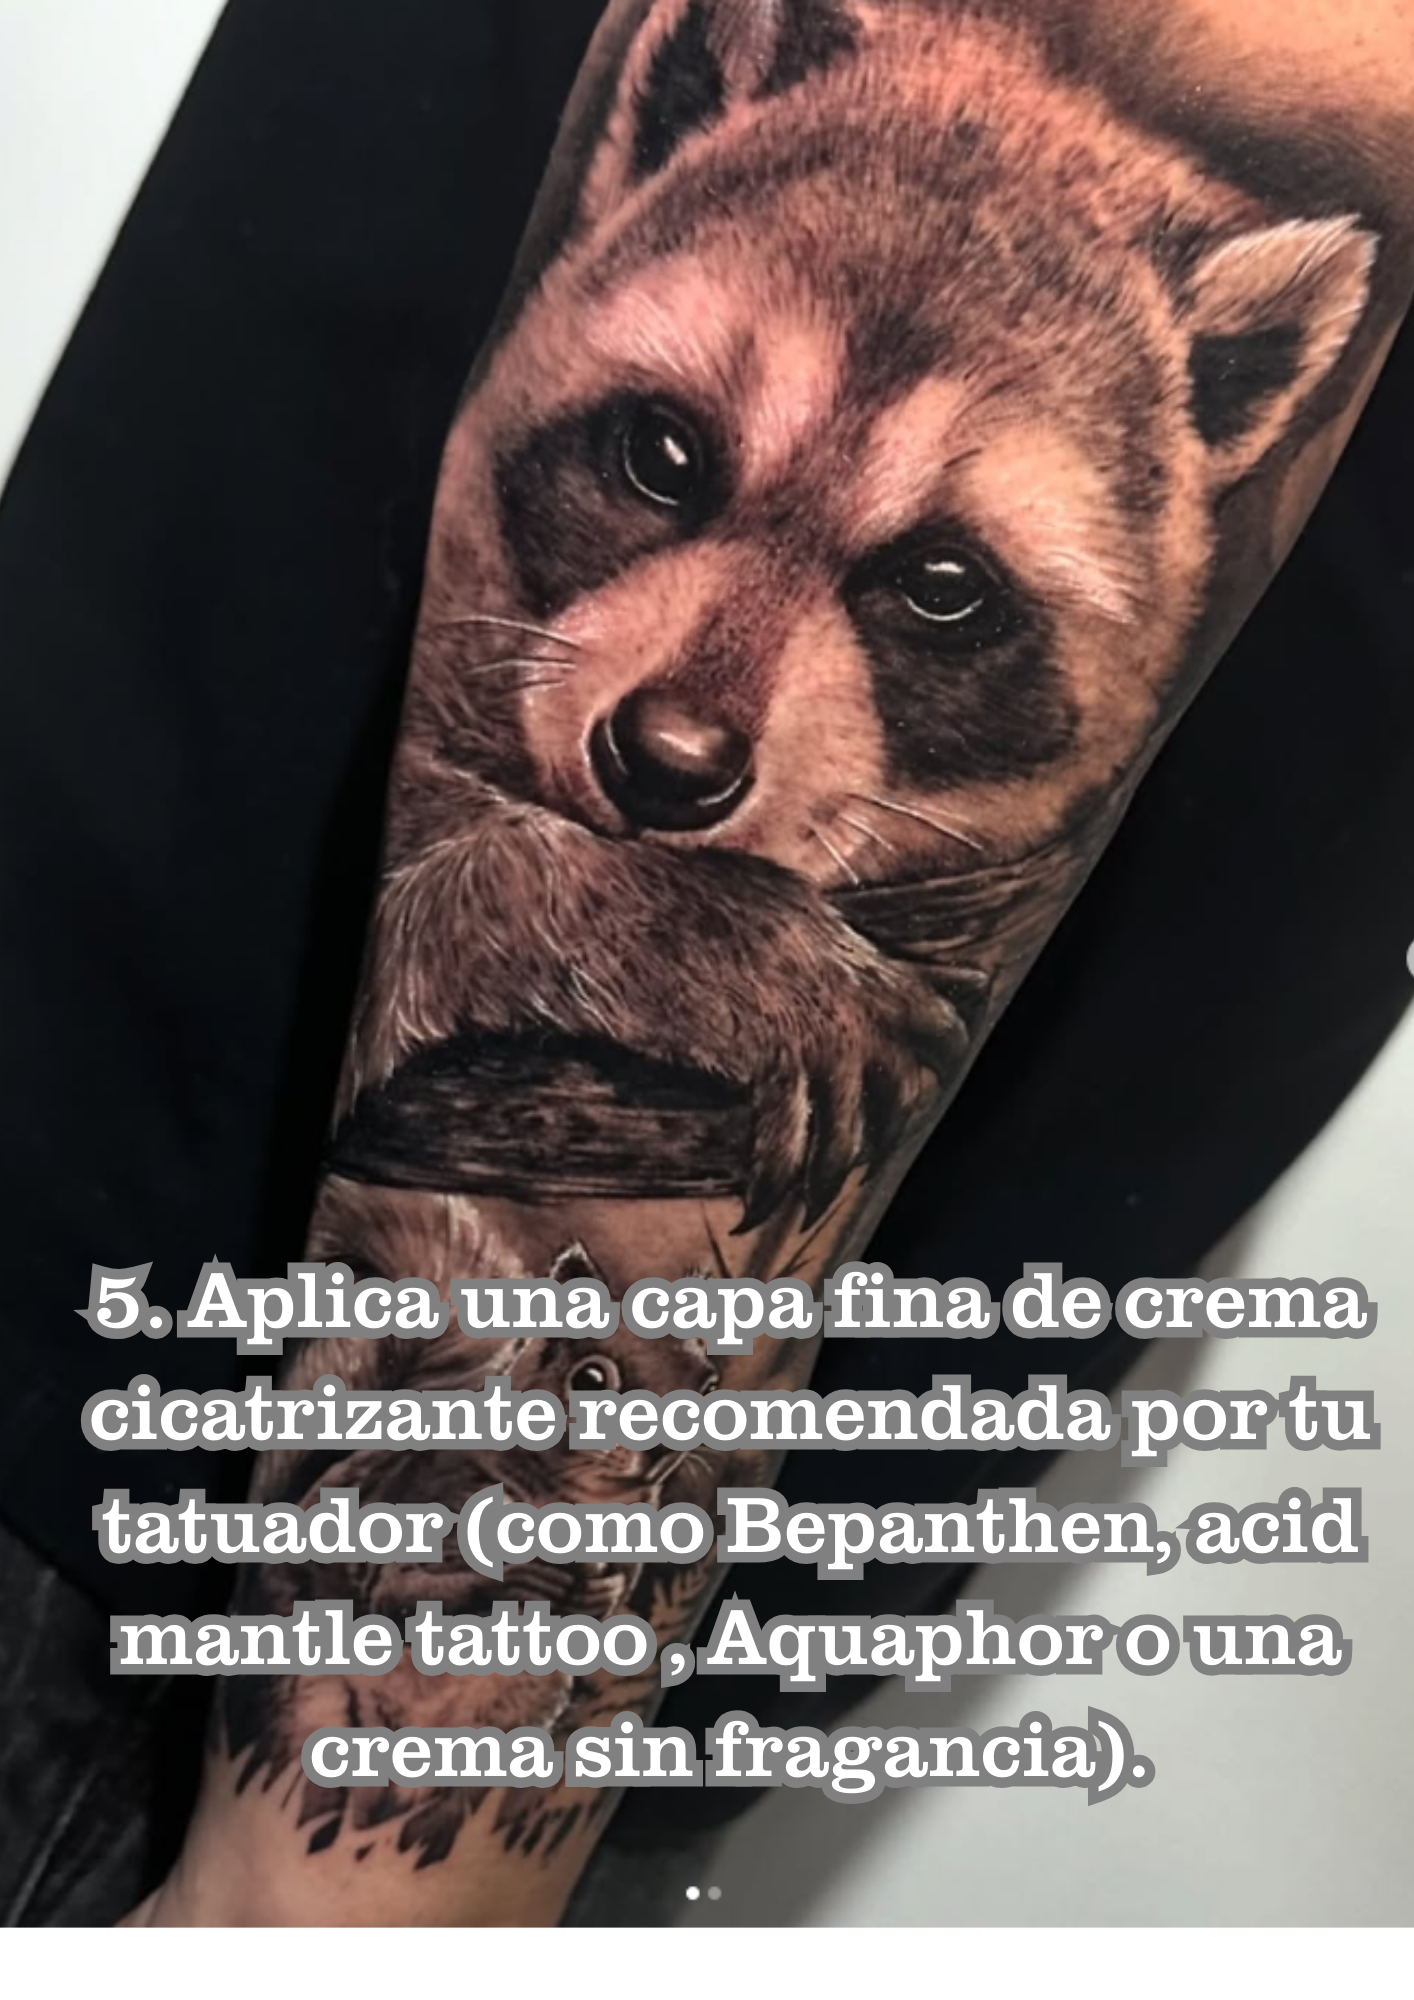 5. Aplica una capa fina de crema
cicatrizante recomendada por tu
tatuador (como Bepanthen, acid
mantle tattoo , Aquaphor o una
crema sin fragancia).